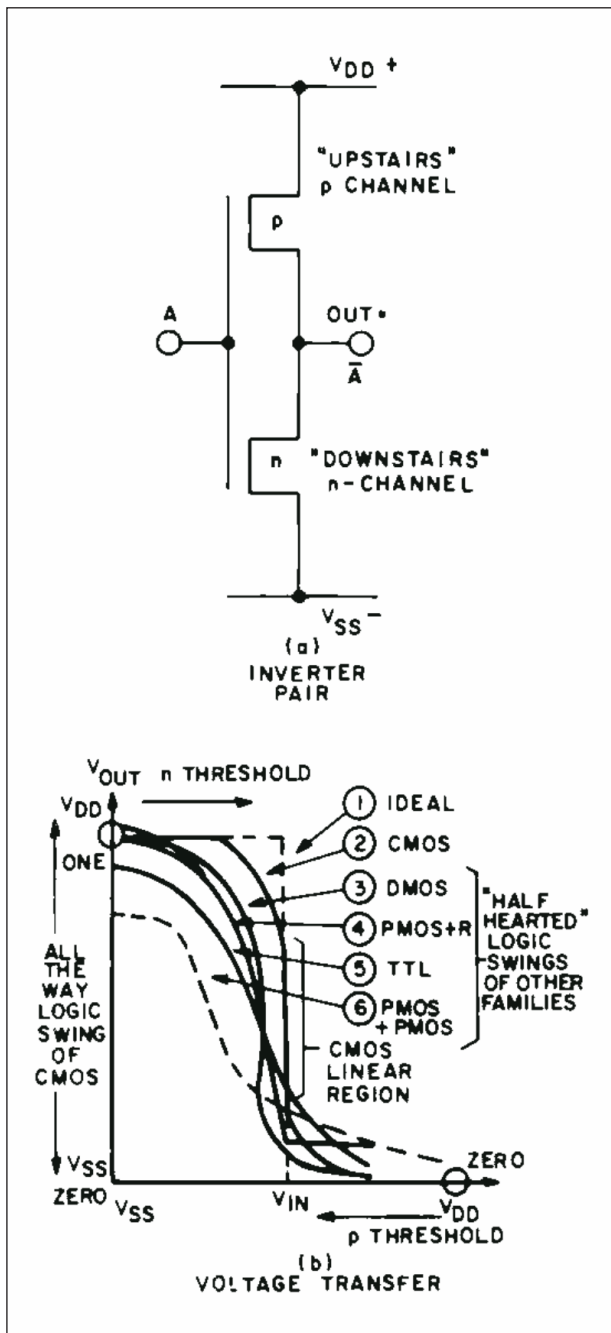 VDD +
"UPSTAIRS"
p CHANNEL
p
A
OUT•
A̅
n
"DOWNSTAIRS"
n-CHANNEL
VSS -
(a)
INVERTER
PAIR
VOUT n THRESHOLD
VDD
ONE
ALL
THE
WAY
LOGIC
SWING
OF
CMOS
VSS
ZERO
1 IDEAL
2 CMOS
3 DMOS
4 PMOS+R
5 TTL
6 PMOS
+ PMOS
CMOS
LINEAR
REGION
"HALF
HEARTED"
LOGIC
SWINGS
OF OTHER
FAMILIES
ZERO
VSS
VIN
VDD
p THRESHOLD
(b)
VOLTAGE TRANSFER